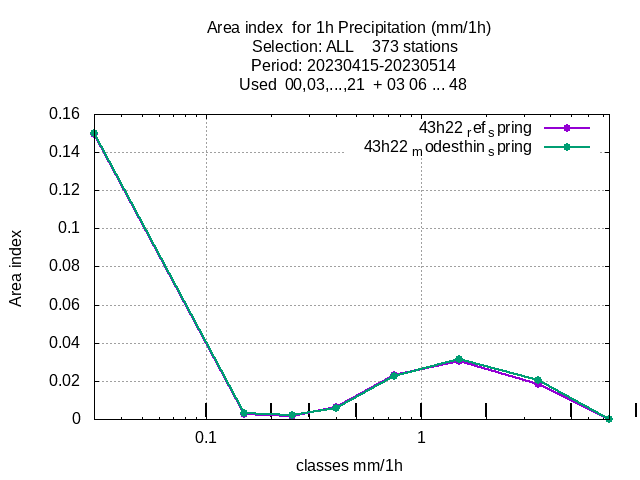 Area index  for 1h Precipitation (mm/1h)
Selection: ALL    373 stations
Period: 20230415-20230514
Used  00,03,...,21  + 03 06 ... 48
43h22 ref spring
43h22 modesthin spring
0.16
0.14
0.12
0.1
0.08
0.06
0.04
0.02
0
Area index
0.1
1
classes mm/1h